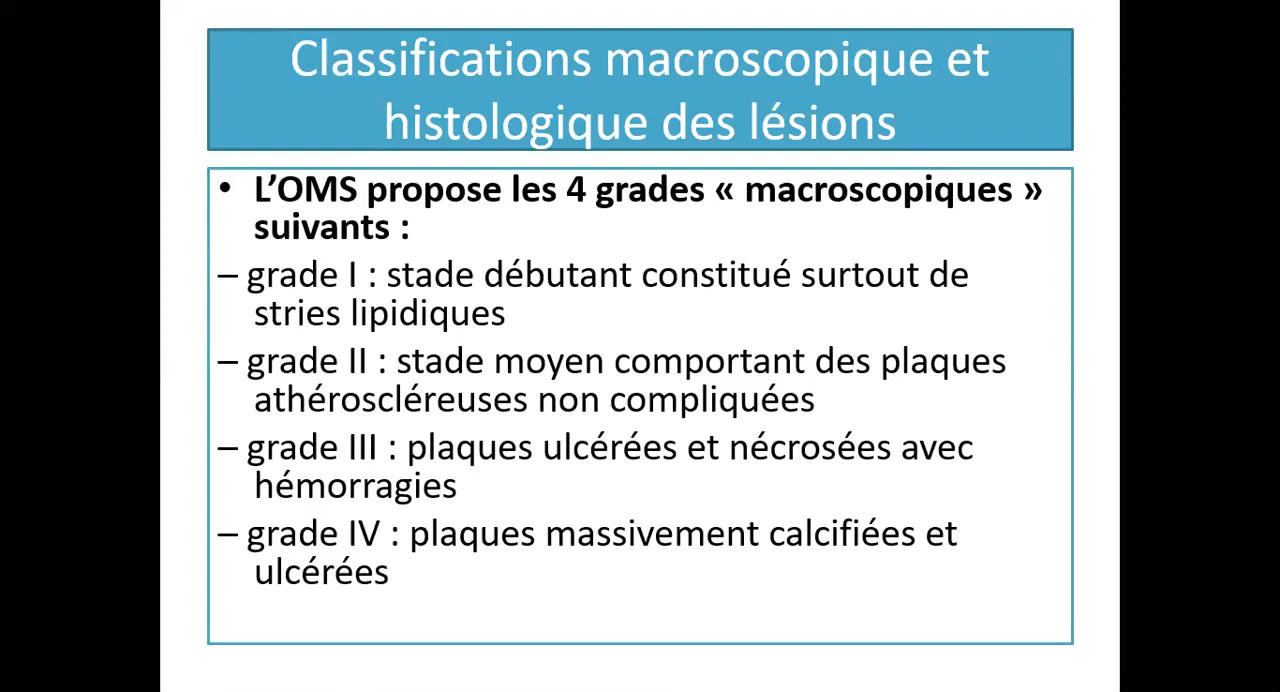 Classifications macroscopique et
histologique des lésions
• L’OMS propose les 4 grades « macroscopiques »
suivants :
– grade I : stade débutant constitué surtout de
stries lipidiques
– grade II : stade moyen comportant des plaques
athéroscléreuses non compliquées
– grade III : plaques ulcérées et nécrosées avec
hémorragies
– grade IV : plaques massivement calcifiées et
ulcérées